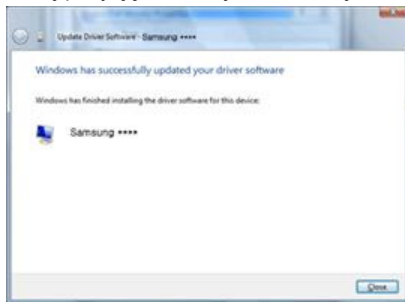 Update Driver Software - Samsung ****
Windows has successfully updated your driver software
Windows has finished installing the driver software for this device:
Samsung ****
Close